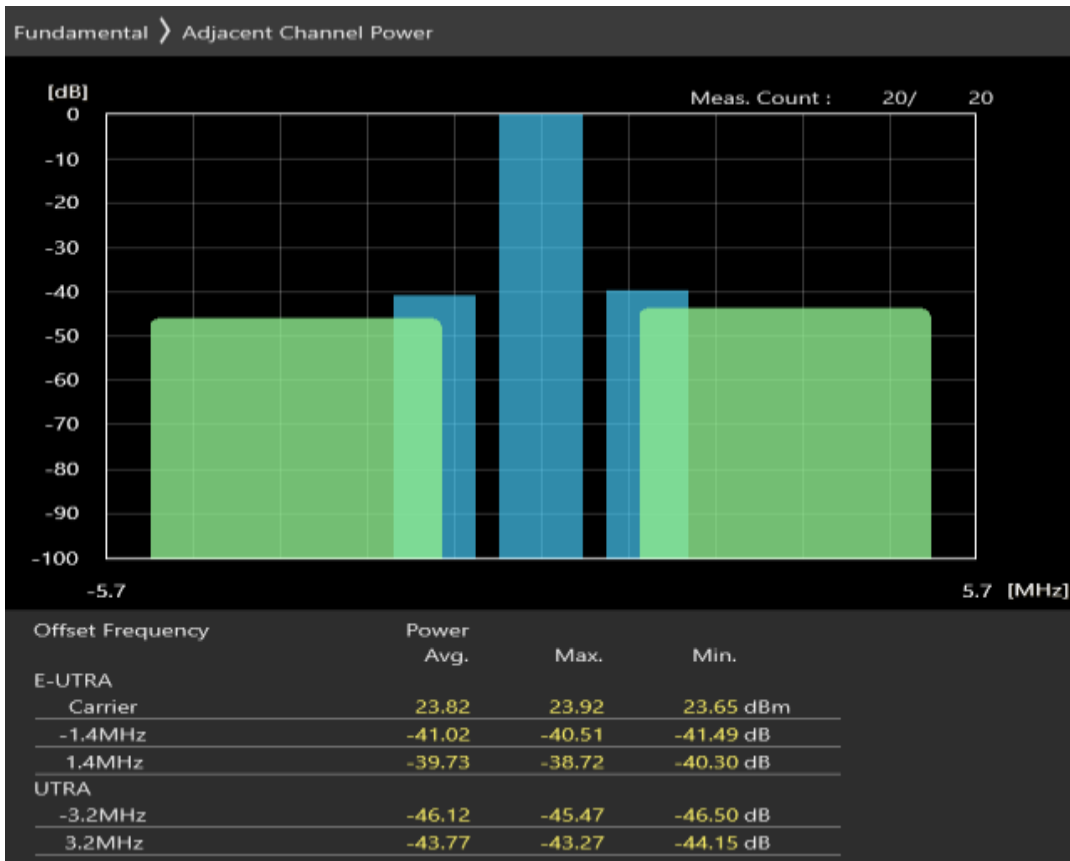 Fundamental 〉 Adjacent Channel Power
[dB]
Meas. Count : 20/ 20
0
-10
-20
-30
-40
-50
-60
-70
-80
-90
-100
-5.7 5.7 [MHz]
Offset Frequency Power
Avg. Max. Min.
E-UTRA
Carrier 23.82 23.92 23.65 dBm
-1.4MHz -41.02 -40.51 -41.49 dB
1.4MHz -39.73 -38.72 -40.30 dB
UTRA
-3.2MHz -46.12 -45.47 -46.50 dB
3.2MHz -43.77 -43.27 -44.15 dB